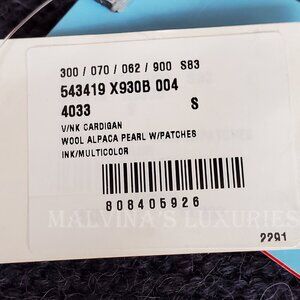 300 / 070 / 062 / 900 S83
543419 X930B 004
4033 S
V/NK CARDIGAN
WOOL ALPACA PEARL W/PATCHES
INK/MULTICOLOR
808405926
MALVINA'S LUXURIES
2291